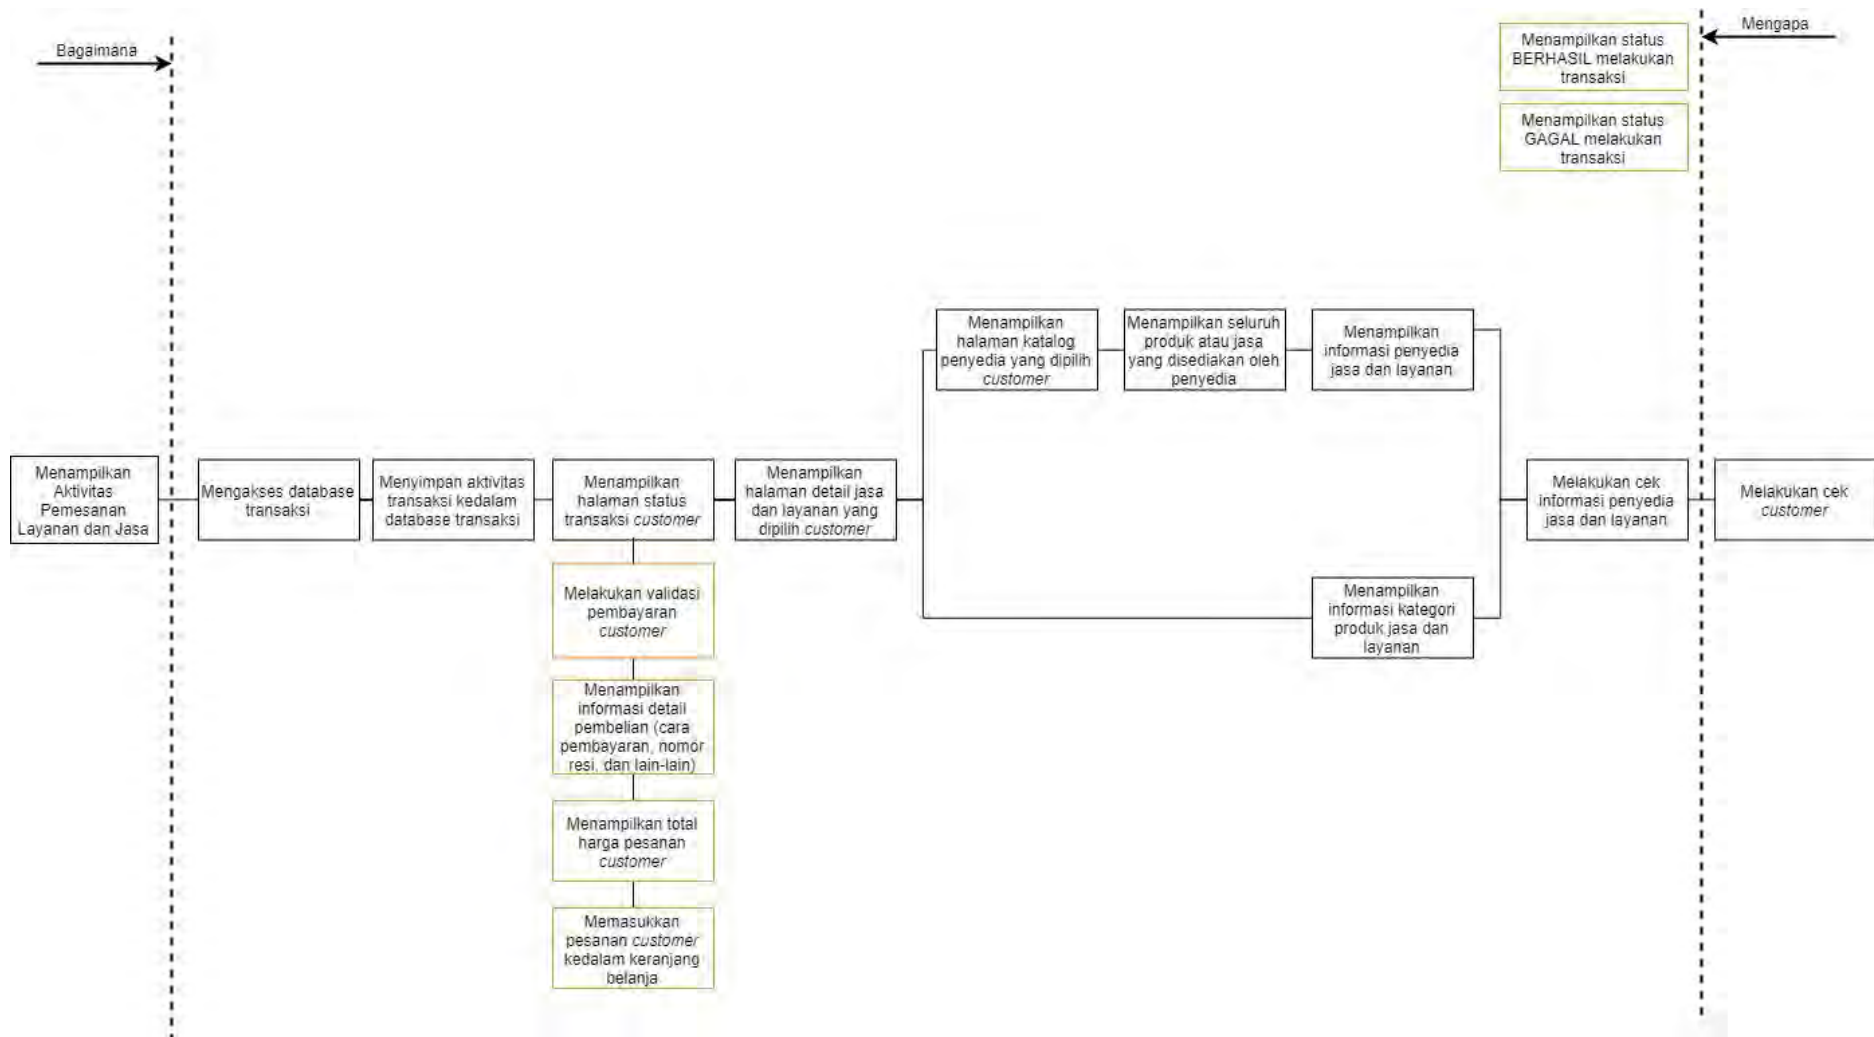 Bagaimana
Mengapa
Menampilkan status
BERHASIL melakukan
transaksi
Menampilkan status
GAGAL melakukan
transaksi
Menampilkan
halaman katalog
penyedia yang dipilih
customer
Menampilkan seluruh
produk atau jasa
yang disediakan oleh
penyedia
Menampilkan
informasi penyedia
jasa dan layanan
Menampilkan
Aktivitas
Pemesanan
Layanan dan Jasa
Mengakses database
transaksi
Menyimpan aktivitas
transaksi kedalam
database transaksi
Menampilkan
halaman status
transaksi customer
Menampilkan
halaman detail jasa
dan layanan yang
dipilih customer
Melakukan cek
informasi penyedia
jasa dan layanan
Melakukan cek
customer
Melakukan validasi
pembayaran
customer
Menampilkan
informasi kategori
produk jasa dan
layanan
Menampilkan
informasi detail
pembelian (cara
pembayaran, nomor
resi, dan lain-lain)
Menampilkan total
harga pesanan
customer
Memasukkan
pesanan customer
kedalam keranjang
belanja